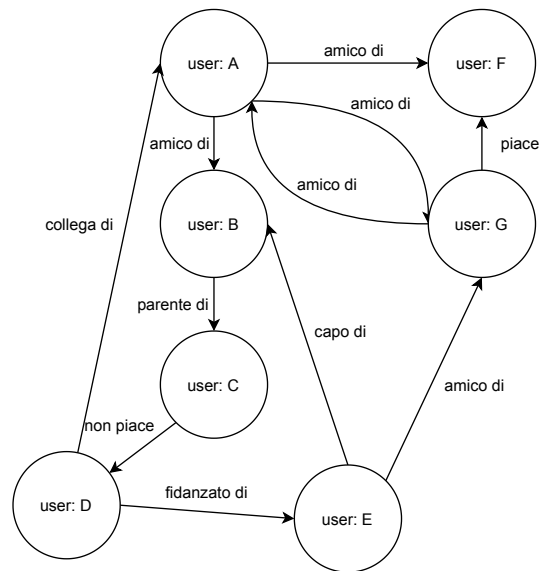 user: A
amico di
user: F
amico di
amico di
piace
amico di
user: B
user: G
collega di
parente di
capo di
user: C
amico di
non piace
fidanzato di
user: D
user: E